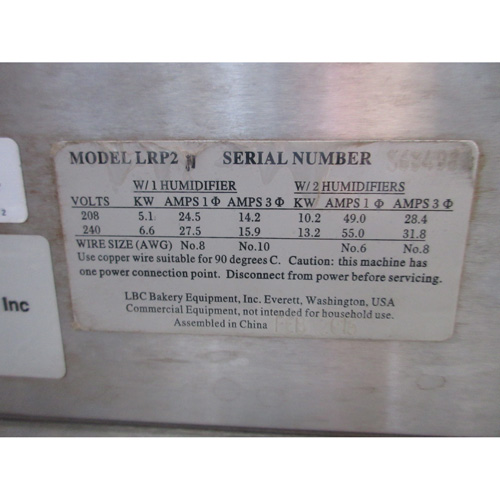 MODEL LRP2 N SERIAL NUMBER
W/1 HUMIDIFIER W/2 HUMIDIFIERS
VOLTS KW AMPS 1 Φ AMPS 3 Φ KW AMPS 1 Φ AMPS 3 Φ
208 5.1 24.5 14.2 10.2 49.0 28.4
240 6.6 27.5 15.9 13.2 55.0 31.8
WIRE SIZE (AWG) No.8 No.10 No.6 No.8
Use copper wire suitable for 90 degrees C. Caution: this machine has
one power connection point. Disconnect from power before servicing.
LBC Bakery Equipment, Inc. Everett, Washington, USA
Commercial Equipment, not intended for household use.
Assembled in China
Inc